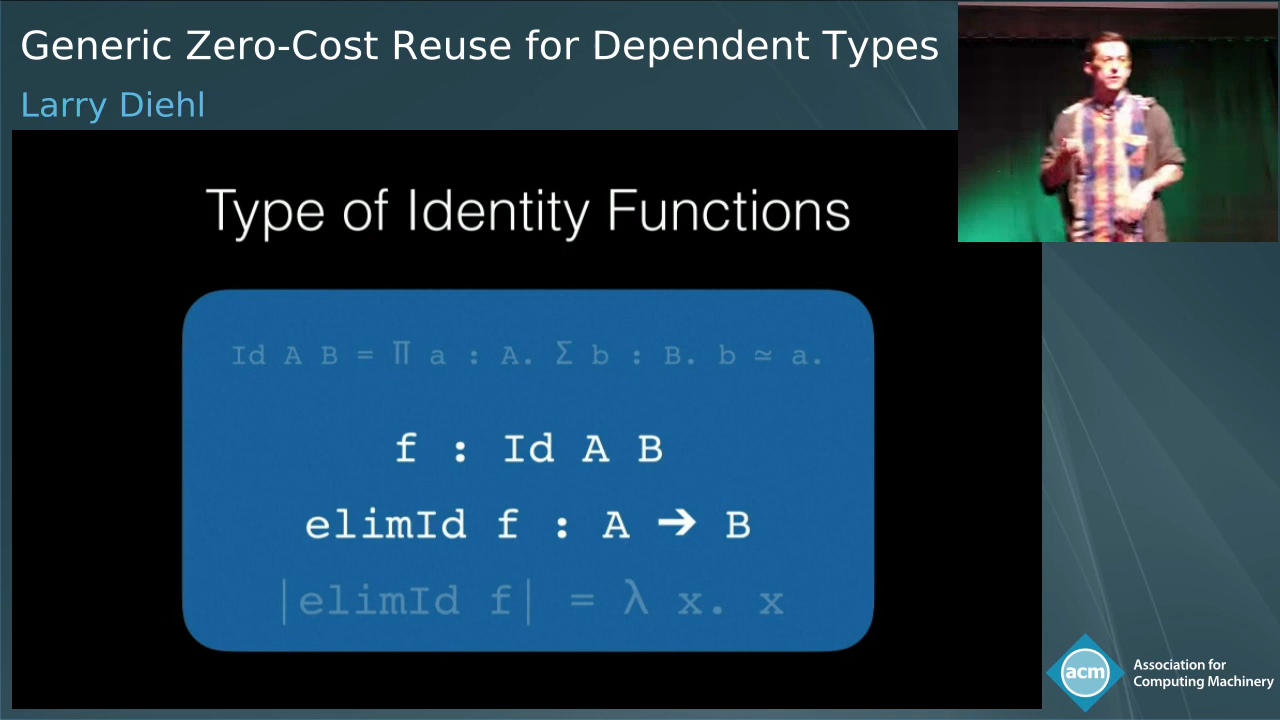 Generic Zero-Cost Reuse for Dependent Types
Larry Diehl
Type of Identity Functions
Id A B = Π a : A. Σ b : B. b ≃ a.
f : Id A B
elimId f : A ➔ B
|elimId f| = λ x. x
acm
Association for
Computing Machinery